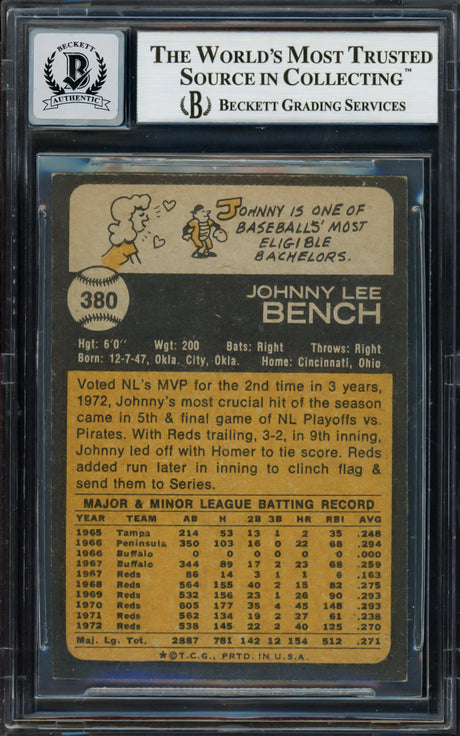 BECKETT
B
AUTHENTIC
THE WORLD'S MOST TRUSTED
SOURCE IN COLLECTING™
B BECKETT GRADING SERVICES
JOHNNY IS ONE OF
BASEBALLS' MOST
ELIGIBLE
BACHELORS.
380
JOHNNY LEE
BENCH
Hgt: 6'0" Wgt: 200 Bats: Right Throws: Right
Born: 12-7-47, Okla. City, Okla. Home: Cincinnati, Ohio
Voted NL's MVP for the 2nd time in 3 years,
1972, Johnny's most crucial hit of the season
came in 5th & final game of NL Playoffs vs.
Pirates. With Reds trailing, 3-2, in 9th inning,
Johnny led off with Homer to tie score. Reds
added run later in inning to clinch flag &
send them to Series.
MAJOR & MINOR LEAGUE BATTING RECORD
YEAR TEAM AB H 2B 3B HR RBI AVG
1965 Tampa 214 53 13 1 2 35 .248
1966 Peninsula 350 103 16 0 22 68 .294
1966 Buffalo 0 0 0 0 0 0 .000
1967 Buffalo 344 89 17 2 23 68 .259
1967 Reds 86 14 3 1 1 6 .163
1968 Reds 564 155 40 2 15 82 .275
1969 Reds 532 156 23 1 26 90 .293
1970 Reds 605 177 35 4 45 148 .293
1971 Reds 562 134 19 2 27 61 .238
1972 Reds 538 145 22 2 40 125 .270
Maj. Lg. Tot. 2887 781 142 12 154 512 .271
★©T.C.G., PRTD. IN U.S.A.